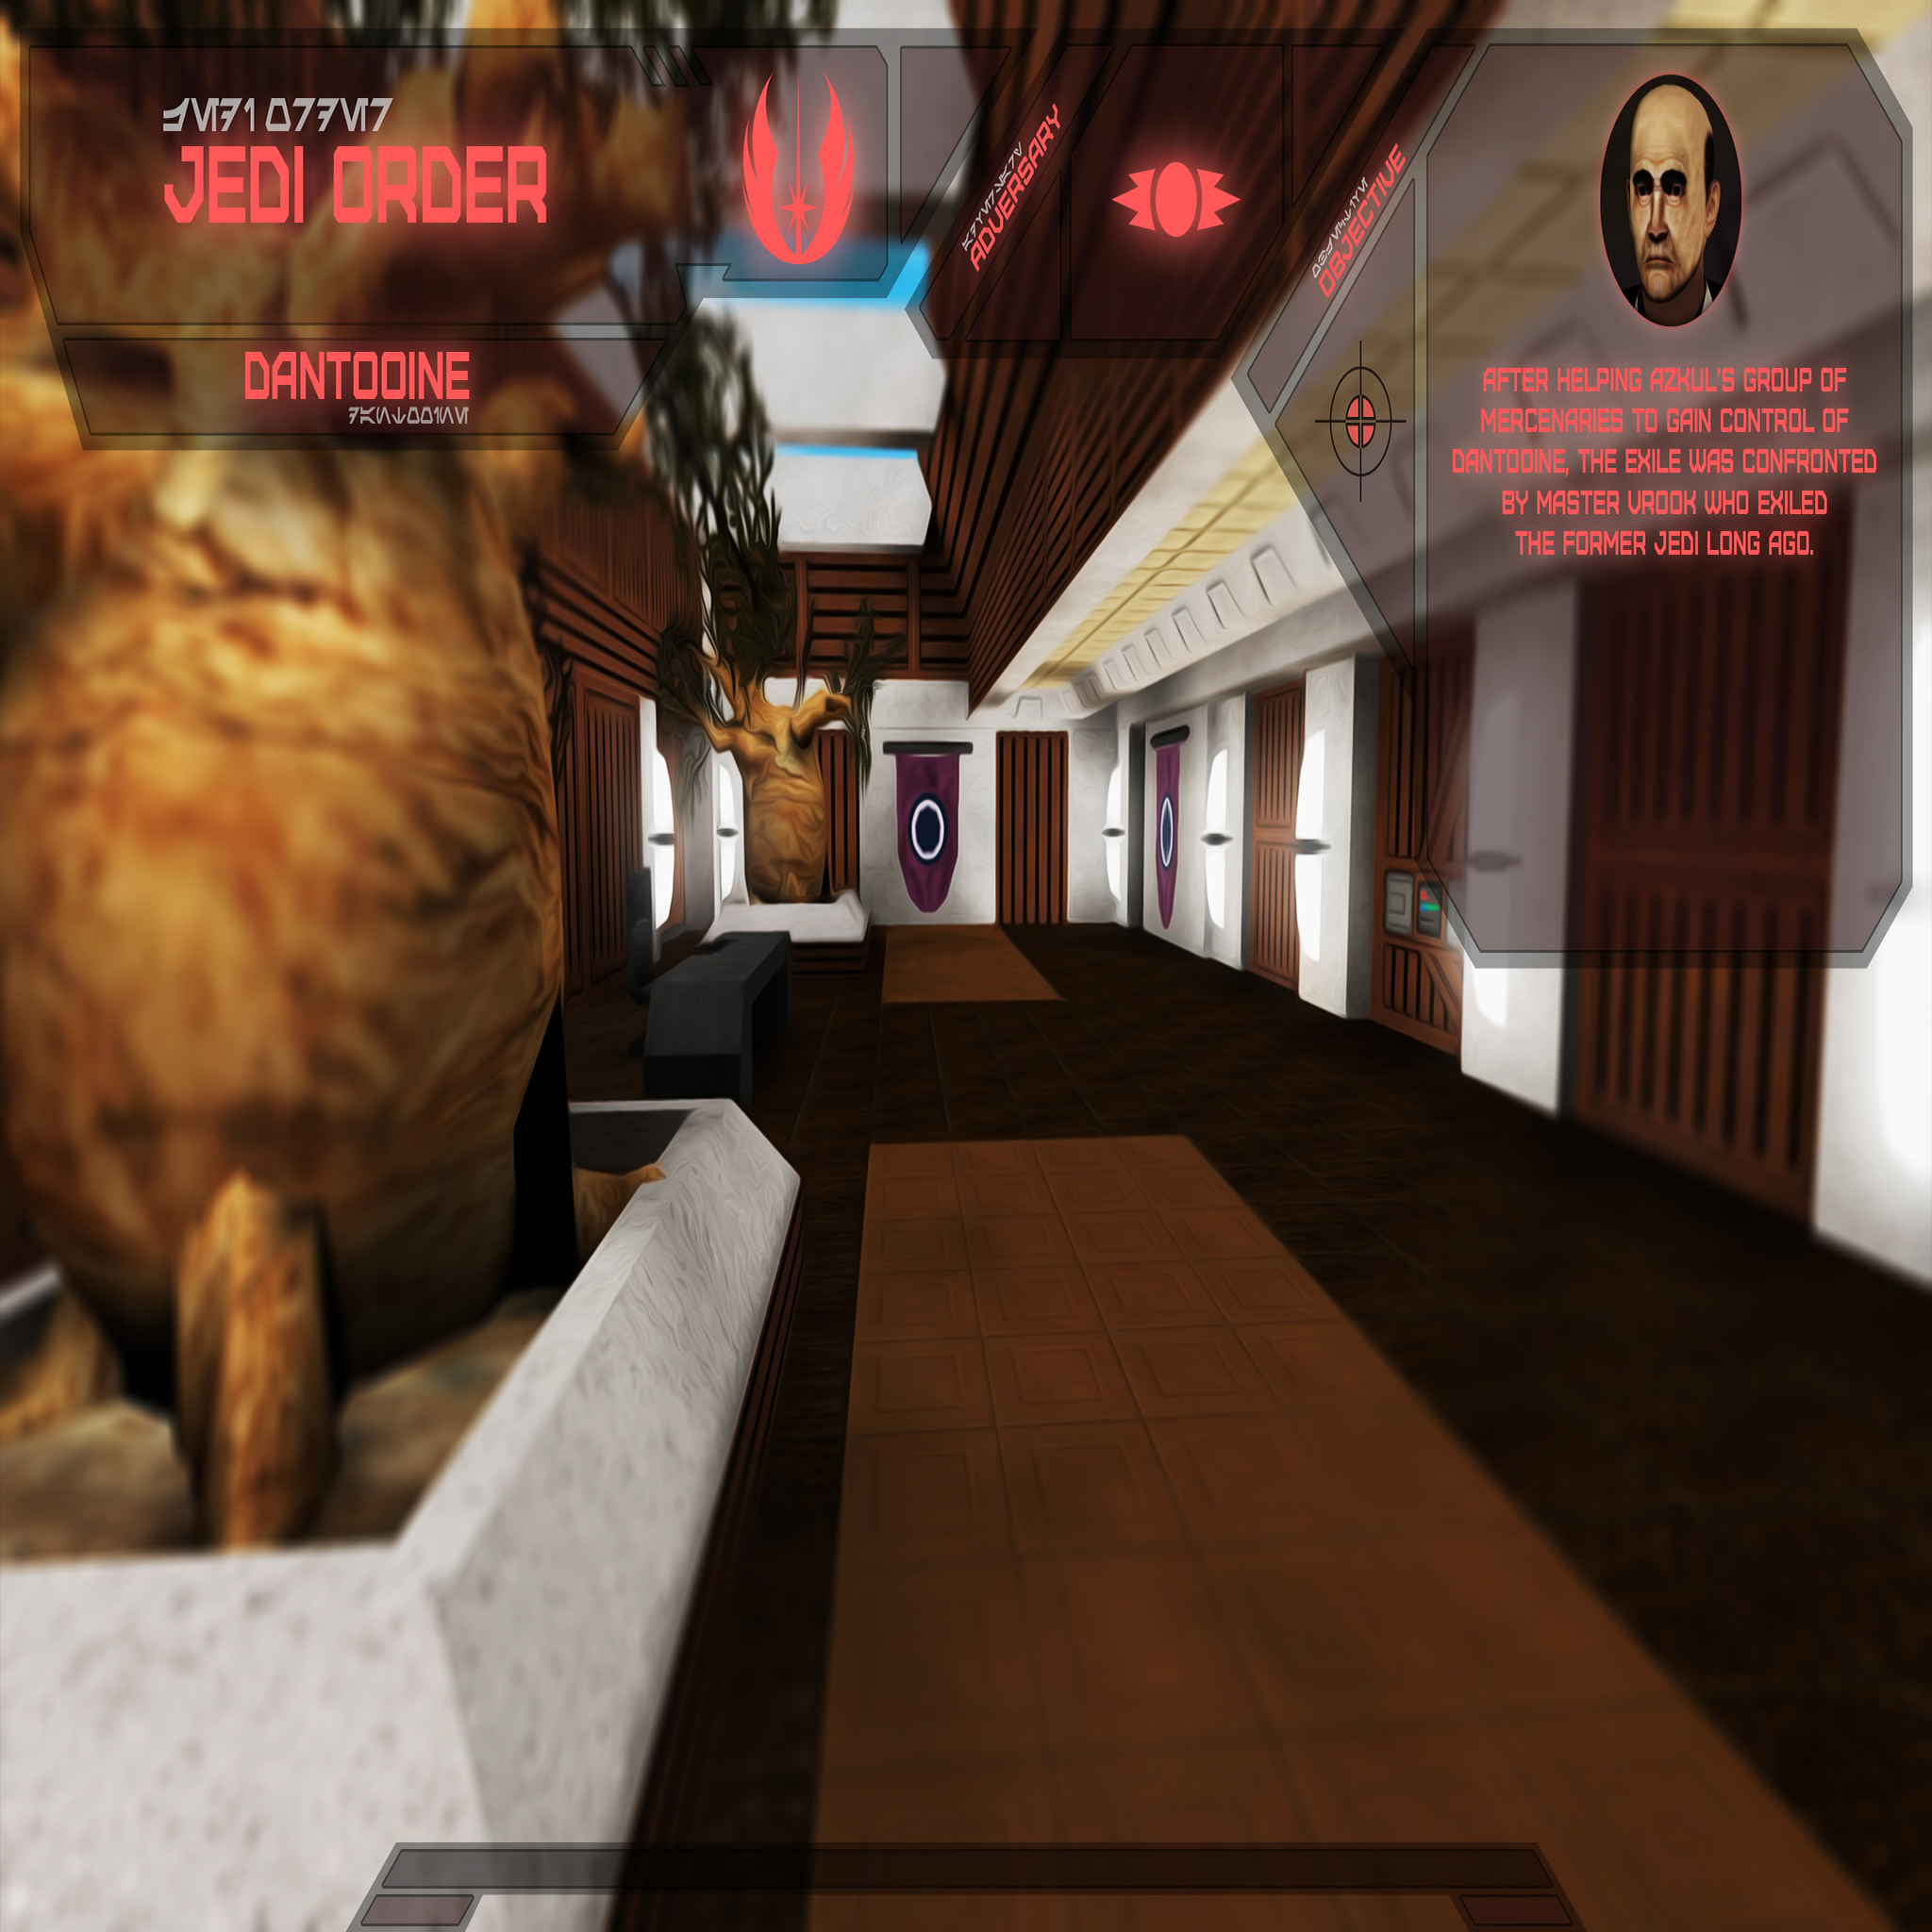 JEDI ORDER
DANTOOINE
ADVERSARY
OBJECTIVE
AFTER HELPING AZKUL'S GROUP OF
MERCENARIES TO GAIN CONTROL OF
DANTOOINE, THE EXILE WAS CONFRONTED
BY MASTER VROOK WHO EXILED
THE FORMER JEDI LONG AGO.